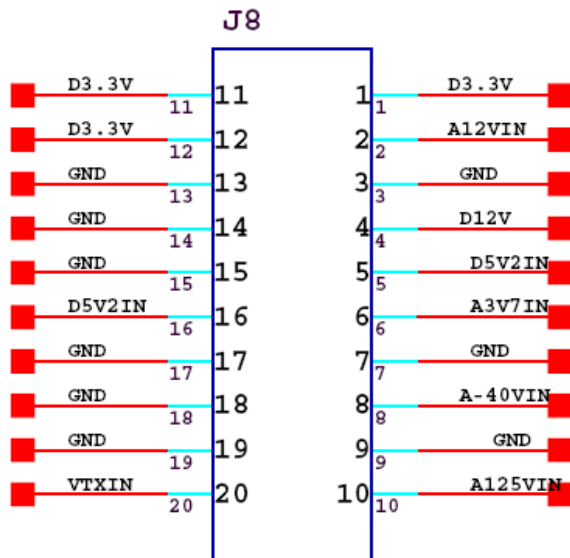 J8
D3.3V 11 11 1 1 D3.3V
D3.3V 12 12 2 2 A12VIN
GND 13 13 3 3 GND
GND 14 14 4 4 D12V
GND 15 15 5 5 D5V2IN
D5V2IN 16 16 6 6 A3V7IN
GND 17 17 7 7 GND
GND 18 18 8 8 A-40VIN
GND 19 19 9 9 GND
VTXIN 20 20 10 10 A125VIN